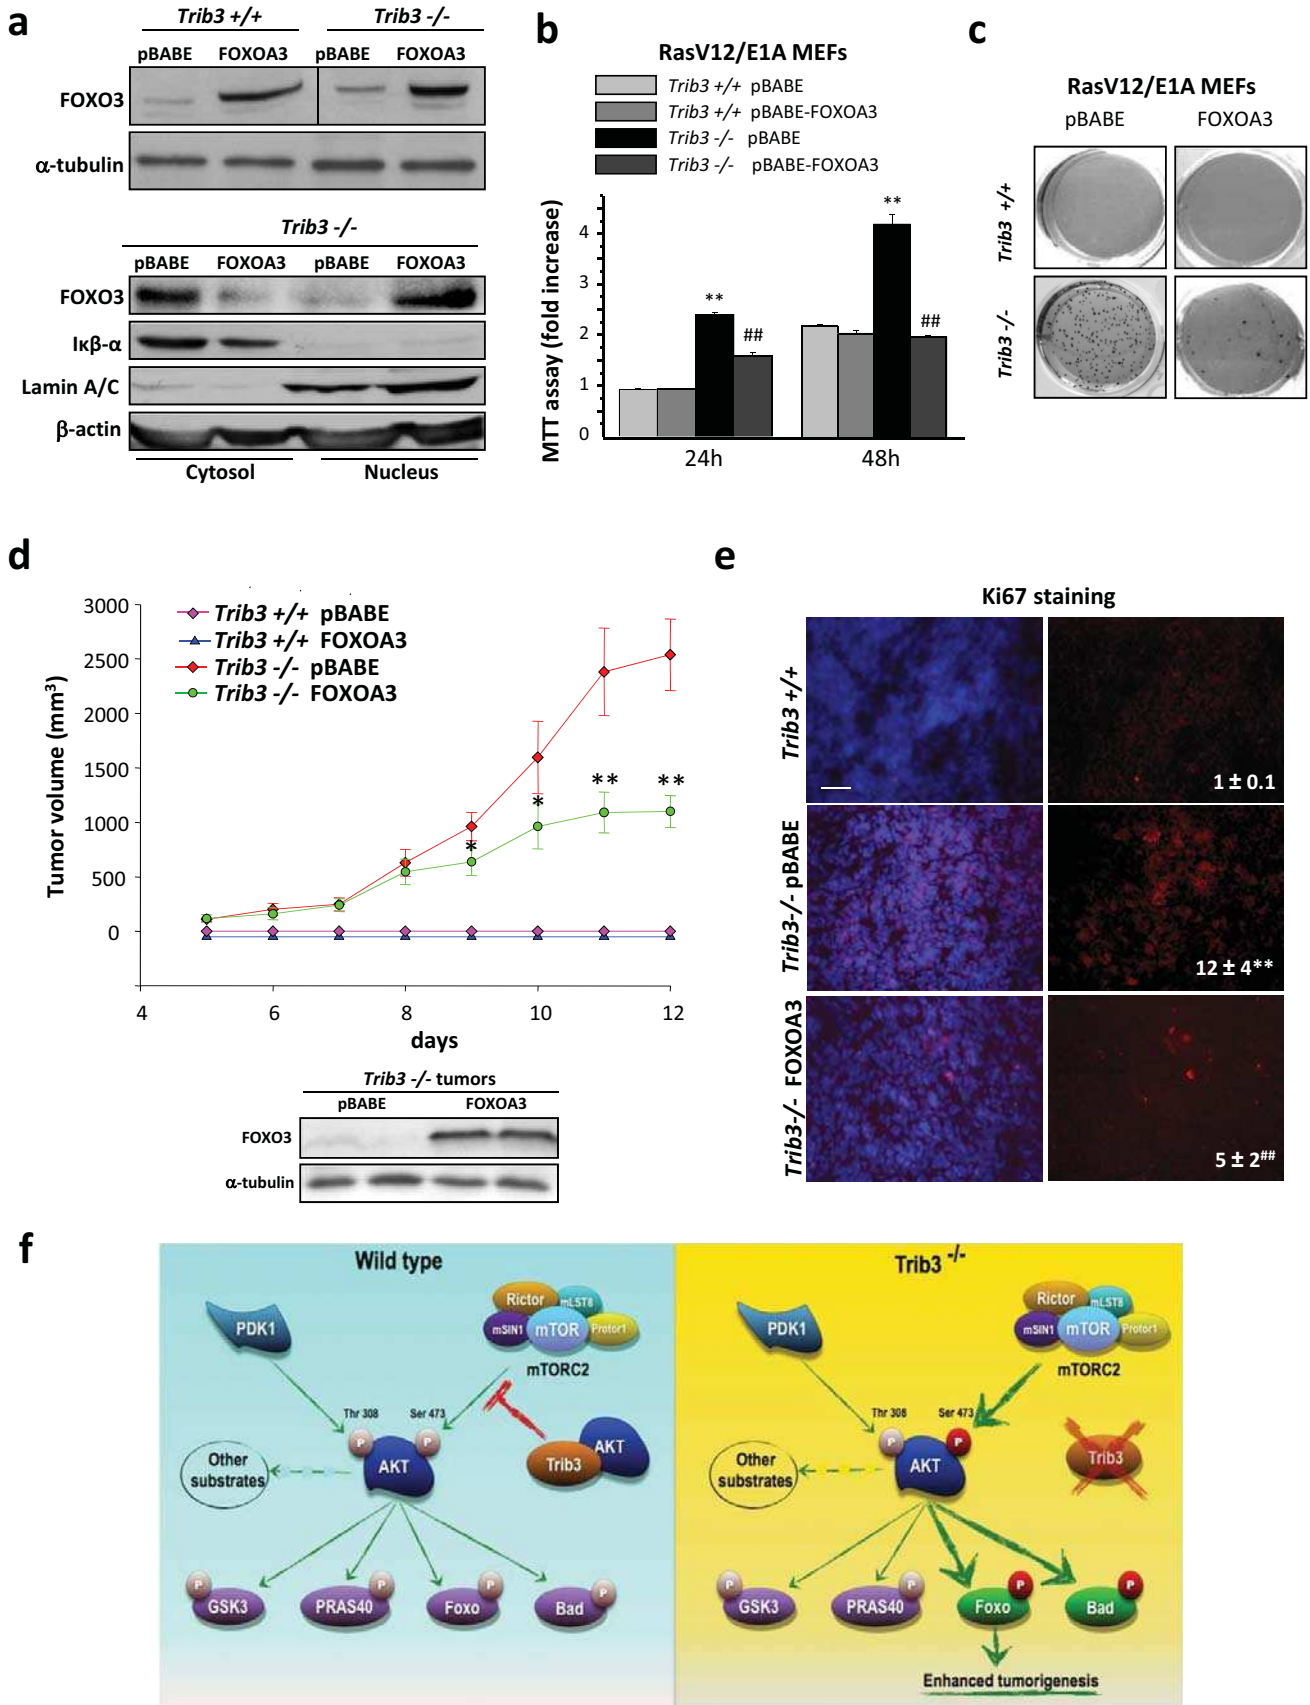 a
Trib3 +/+ Trib3 -/-
pBABE FOXOA3 pBABE FOXOA3
FOXO3
α-tubulin
Trib3 -/-
pBABE FOXOA3 pBABE FOXOA3
FOXO3
Iκβ-α
Lamin A/C
β-actin
Cytosol Nucleus
b
RasV12/E1A MEFs
Trib3 +/+ pBABE
Trib3 +/+ pBABE-FOXOA3
Trib3 -/- pBABE
Trib3 -/- pBABE-FOXOA3
MTT assay (fold increase)
4
3
2
1
0
**
##
**
##
24h 48h
c
RasV12/E1A MEFs
pBABE FOXOA3
Trib3 +/+
Trib3 -/-
d
Trib3 +/+ pBABE
Trib3 +/+ FOXOA3
Trib3 -/- pBABE
Trib3 -/- FOXOA3
Tumor volume (mm³)
3000
2500
2000
1500
1000
500
0
* * ** **
4 6 8 10 12
days
Trib3 -/- tumors
pBABE FOXOA3
FOXO3
α-tubulin
e
Ki67 staining
Trib3 +/+
1 ± 0.1
Trib3-/- pBABE
12 ± 4**
Trib3-/- FOXOA3
5 ± 2##
f
Wild type
PDK1
Rictor
mLST8
mSIN1
mTOR
Protor1
mTORC2
Thr 308
Ser 473
P
P
AKT
Trib3
AKT
Other
substrates
P
GSK3
P
PRAS40
P
Foxo
P
Bad
Trib3 -/-
PDK1
Rictor
mLST8
mSIN1
mTOR
Protor1
mTORC2
Thr 308
Ser 473
P
P
AKT
Trib3
Other
substrates
P
GSK3
P
PRAS40
P
Foxo
P
Bad
Enhanced tumorigenesis